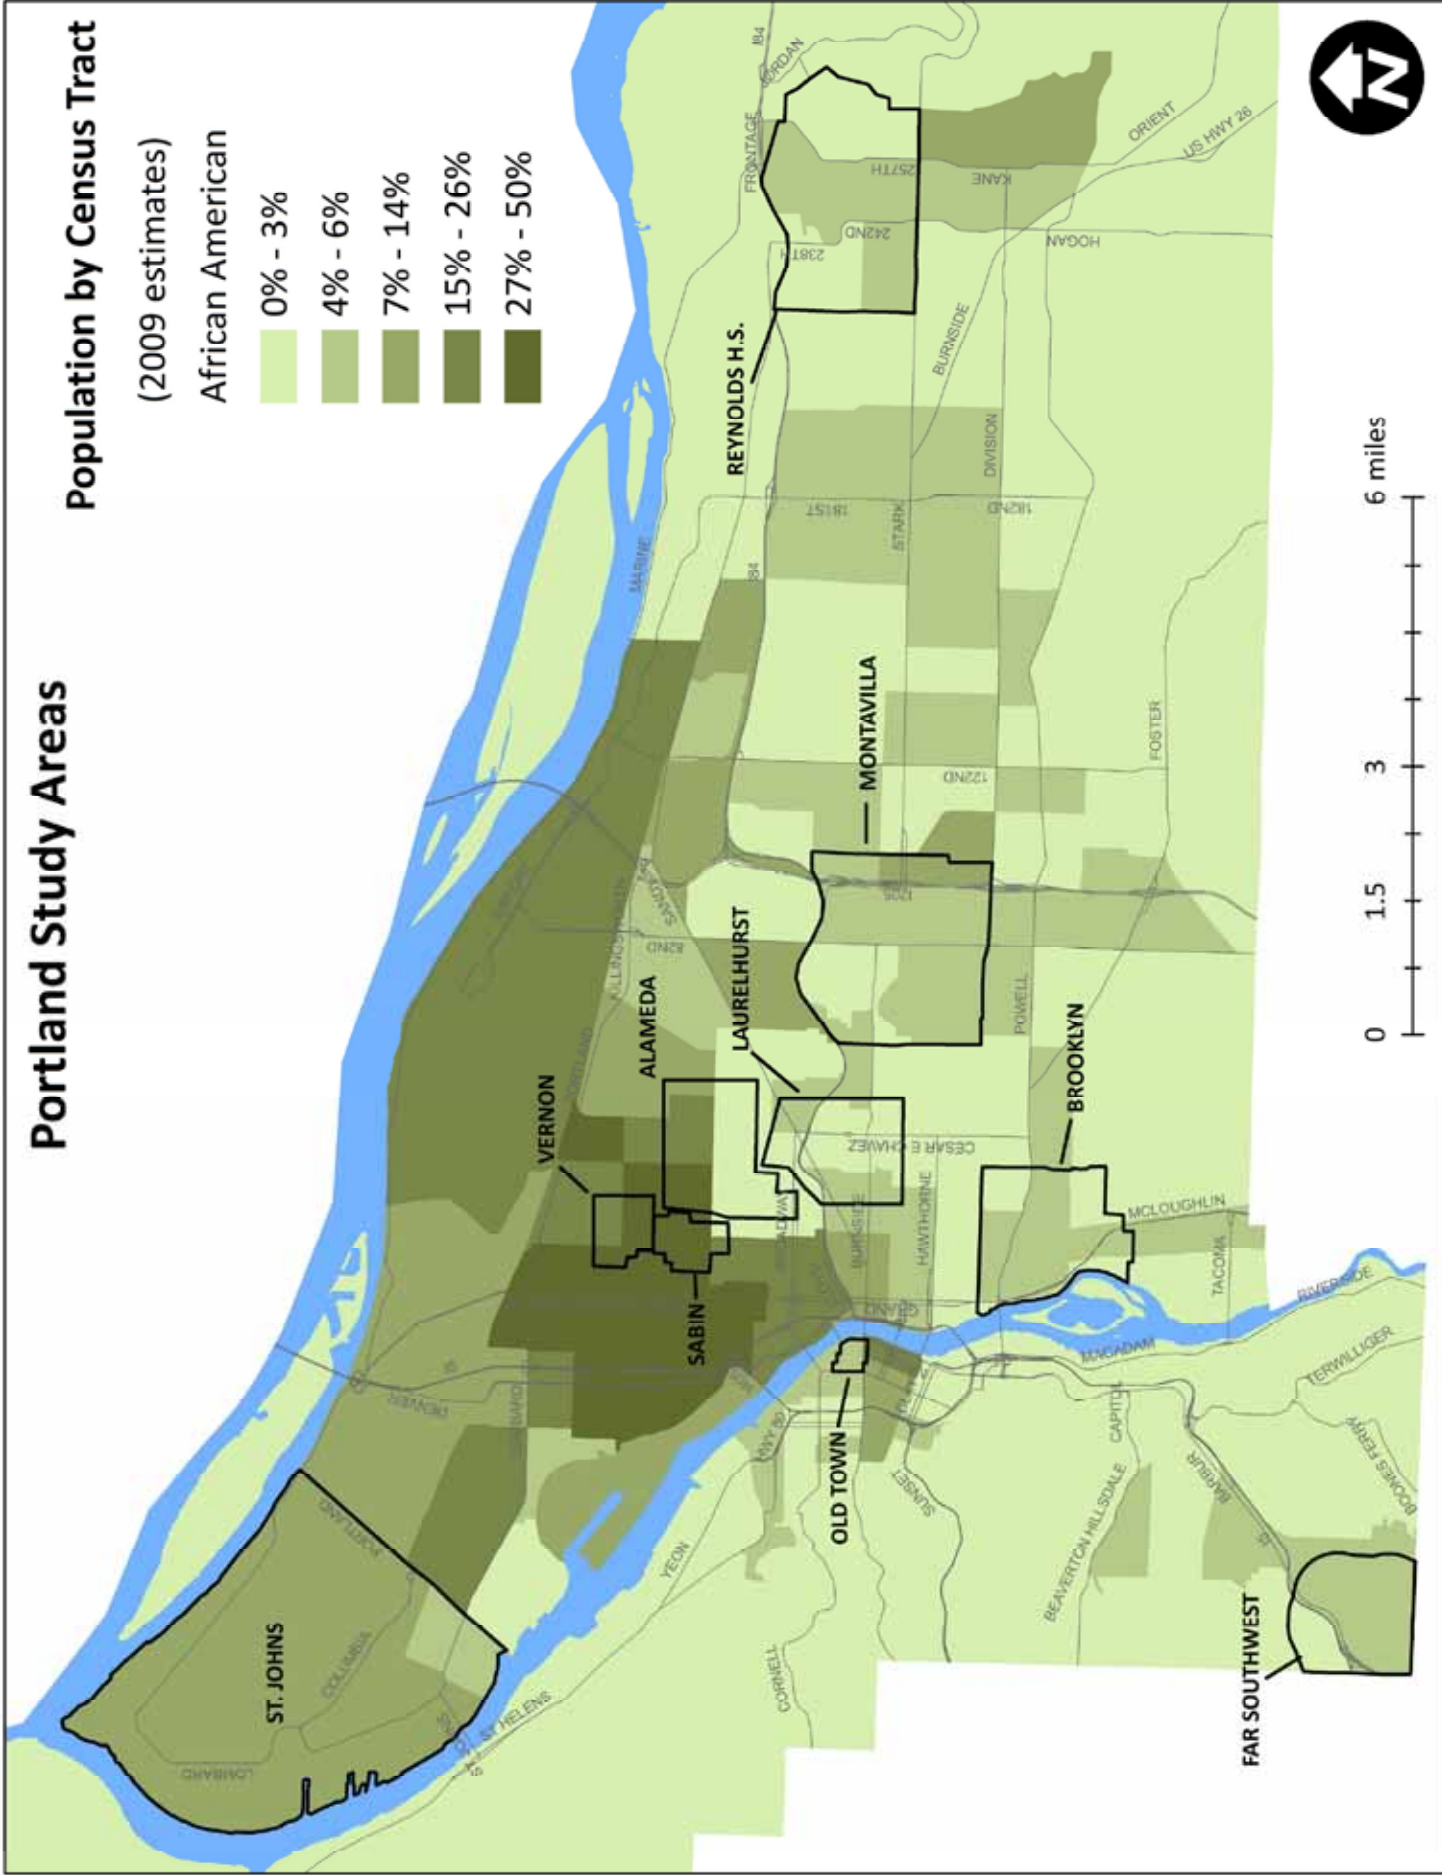 Portland Study Areas
Population by Census Tract
(2009 estimates)
African American
0% - 3%
4% - 6%
7% - 14%
15% - 26%
27% - 50%
ST. JOHNS
VERNON
ALAMEDA
SABIN
LAURELHURST
MONTAVILLA
REYNOLDS H.S.
OLD TOWN
BROOKLYN
FAR SOUTHWEST
LOMBARD
COLUMBIA
PORTLAND
ST HELENS
YEON
DENVER
HWY 30
CORNELL
SUNSET
BEAVERTON HILLSDALE
CAPITOL
BARBUR
BOONES FERRY
TERWILLIGER
RIVERSIDE
MACADAM
TACOMA
MCLOUGHLIN
GRAND
BURNSIDE
HAWTHORNE
CESAR E CHAVEZ
POWELL
FOSTER
82ND
SANDY
122ND
MARINE
I84
181ST
STARK
182ND
DIVISION
BURNSIDE
238TH
242ND
257TH
FRONTAGE
I84
JORDAN
KANE
HOGAN
ORIENT
US HWY 26
0 1.5 3 6 miles
N